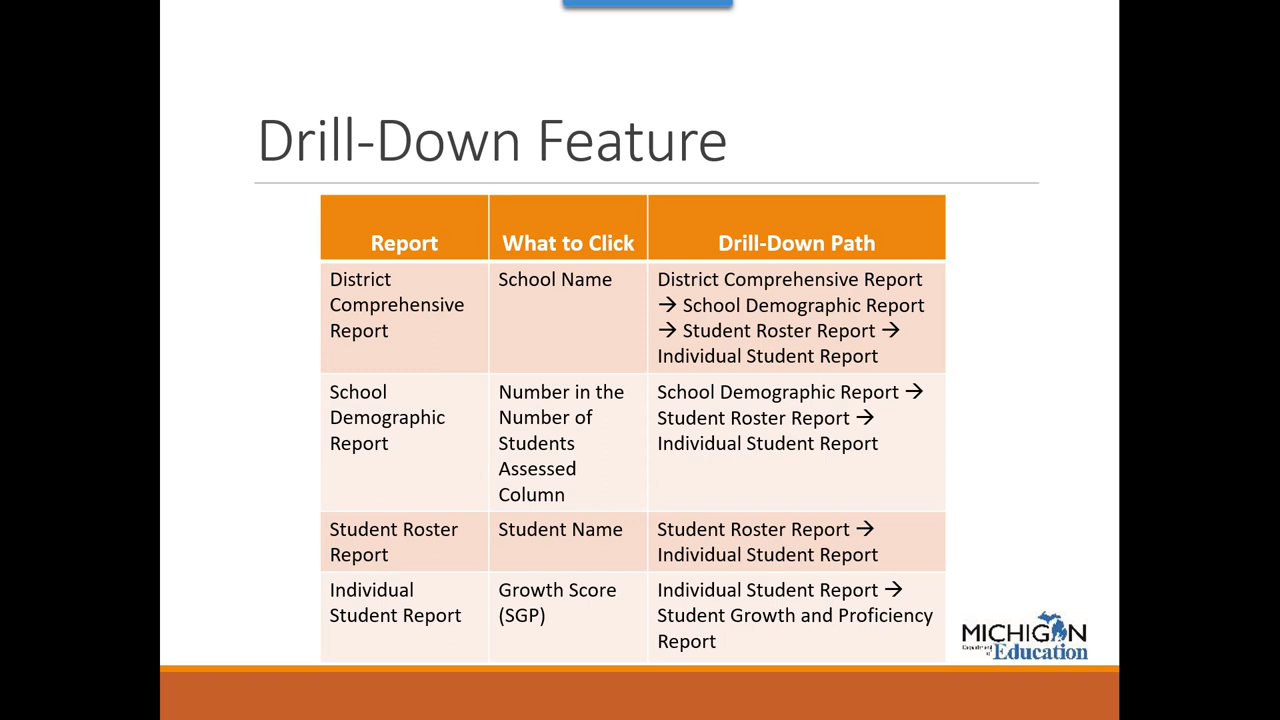 Drill-Down Feature
Report
What to Click
Drill-Down Path
District
Comprehensive
Report
School Name
District Comprehensive Report
→ School Demographic Report
→ Student Roster Report →
Individual Student Report
School
Demographic
Report
Number in the
Number of
Students
Assessed
Column
School Demographic Report →
Student Roster Report →
Individual Student Report
Student Roster
Report
Student Name
Student Roster Report →
Individual Student Report
Individual
Student Report
Growth Score
(SGP)
Individual Student Report →
Student Growth and Proficiency
Report
MICHIGAN
Department
of Education